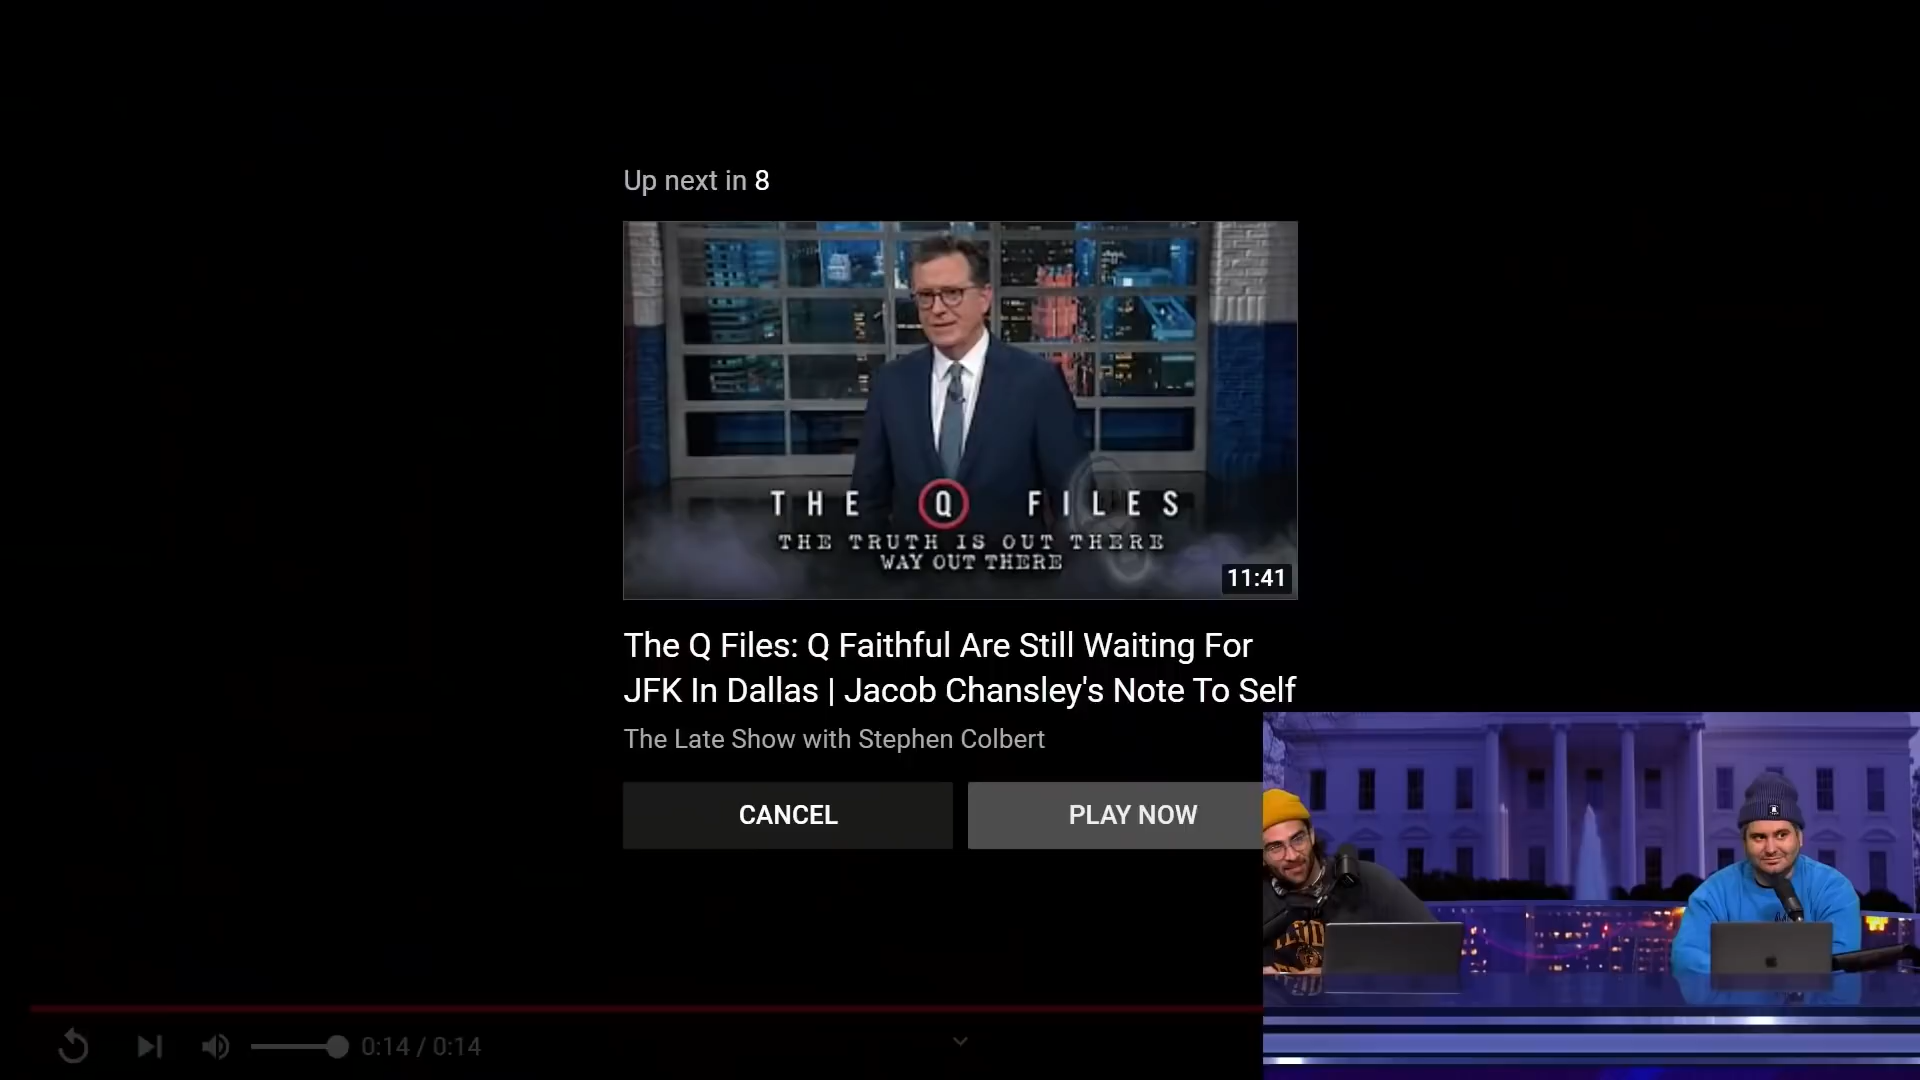 Up next in 8
THE Q FILES
THE TRUTH IS OUT THERE
WAY OUT THERE
11:41
The Q Files: Q Faithful Are Still Waiting For
JFK In Dallas | Jacob Chansley's Note To Self
The Late Show with Stephen Colbert
CANCEL
PLAY NOW
0:14 / 0:14